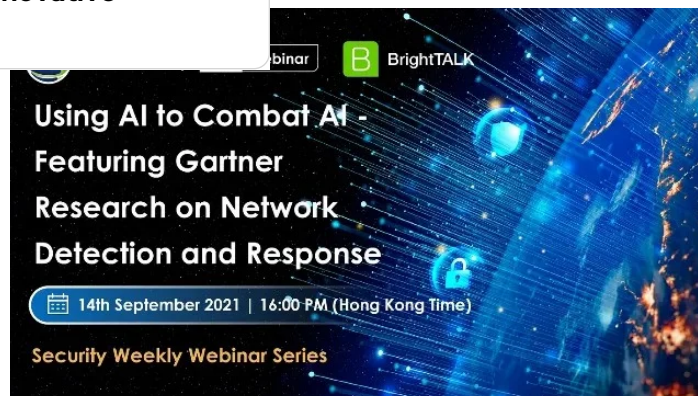 ebinar
BrightTALK
Using AI to Combat AI -
Featuring Gartner
Research on Network
Detection and Response
14th September 2021 | 16:00 PM (Hong Kong Time)
Security Weekly Webinar Series